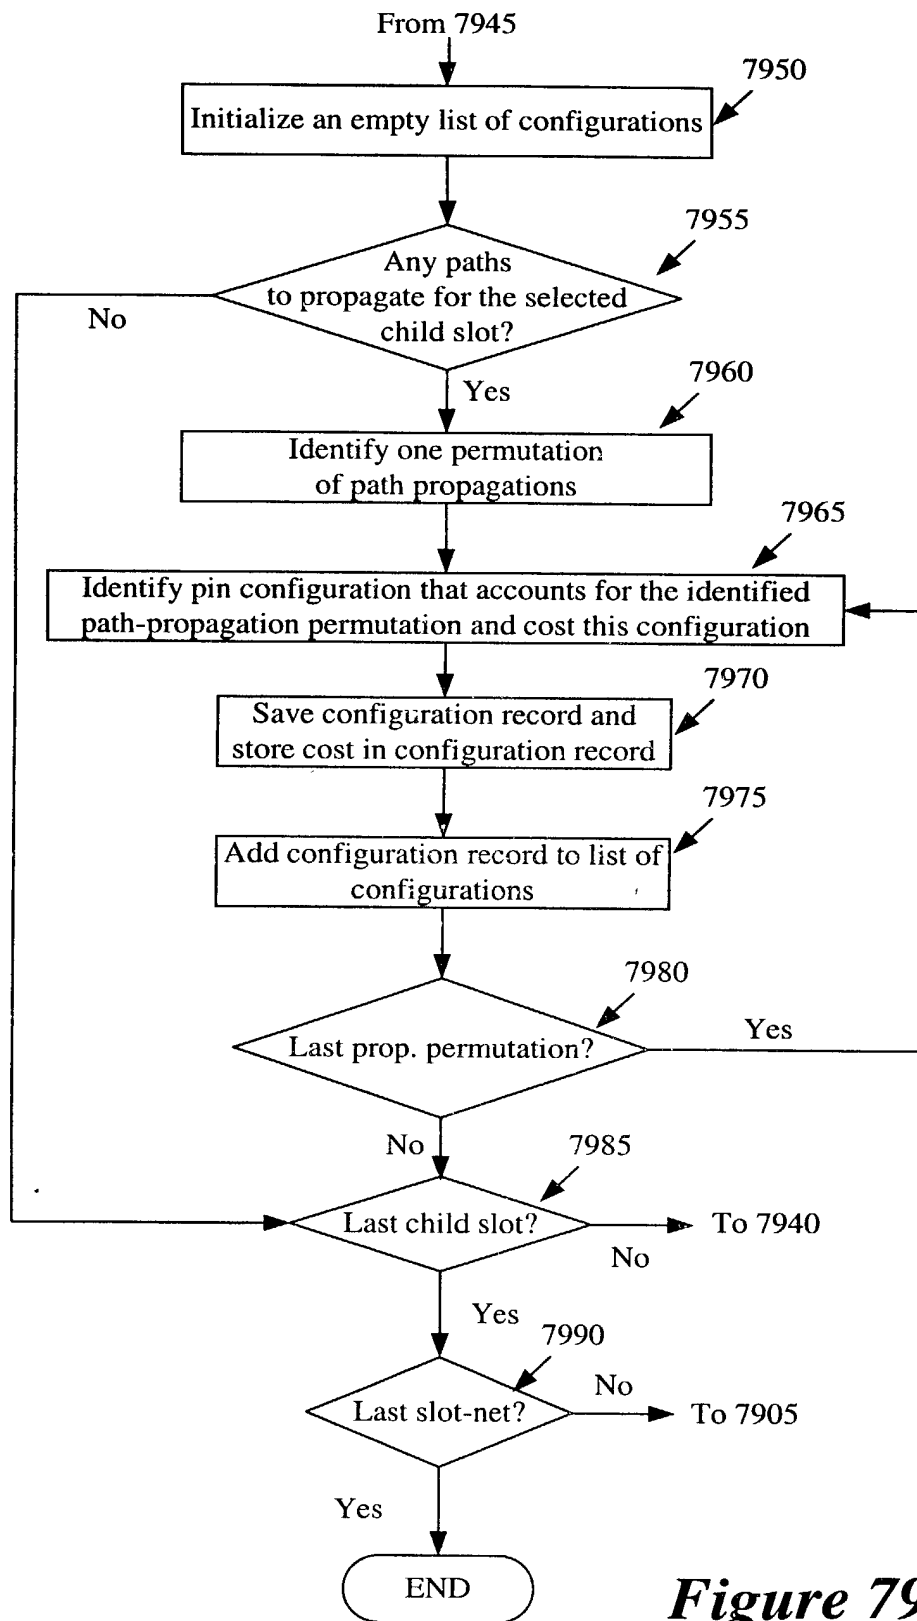 From 7945
7950
Initialize an empty list of configurations
7955
Any paths
to propagate for the selected
child slot?
No
Yes
7960
Identify one permutation
of path propagations
7965
Identify pin configuration that accounts for the identified
path-propagation permutation and cost this configuration
7970
Save configuration record and
store cost in configuration record
7975
Add configuration record to list of
configurations
7980
Last prop. permutation?
Yes
No
7985
Last child slot?
To 7940
No
Yes
7990
Last slot-net?
No
To 7905
Yes
END
Figure 79